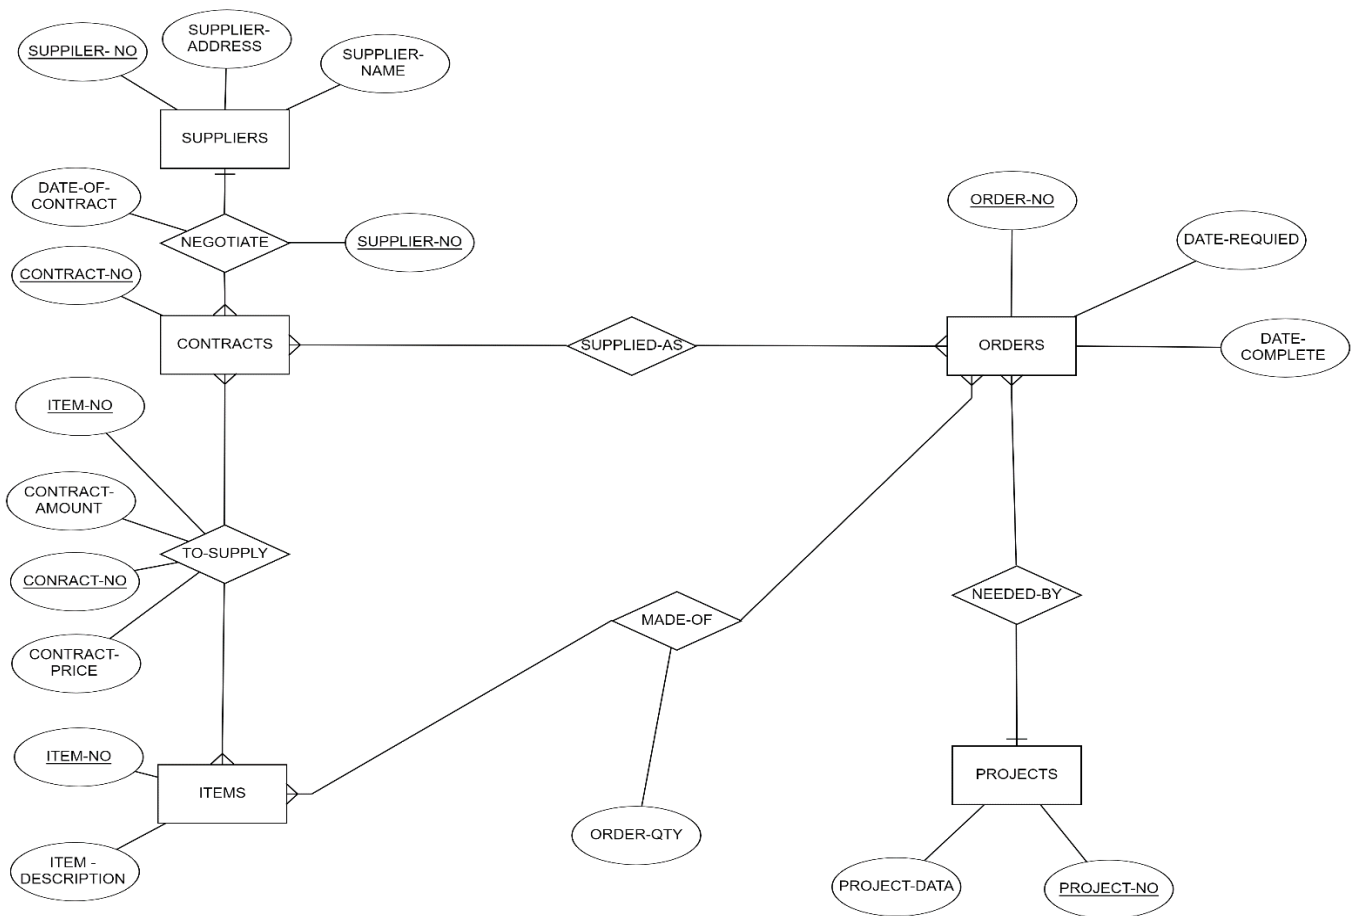 SUPPILER- NO
SUPPLIER-
ADDRESS
SUPPLIER-
NAME
SUPPLIERS
DATE-OF-
CONTRACT
NEGOTIATE
SUPPLIER-NO
CONTRACT-NO
CONTRACTS
SUPPLIED-AS
ORDER-NO
DATE-REQUIED
ORDERS
DATE-
COMPLETE
ITEM-NO
CONTRACT-
AMOUNT
TO-SUPPLY
CONRACT-NO
CONTRACT-
PRICE
MADE-OF
NEEDED-BY
ITEM-NO
ITEMS
ITEM -
DESCRIPTION
ORDER-QTY
PROJECTS
PROJECT-DATA
PROJECT-NO